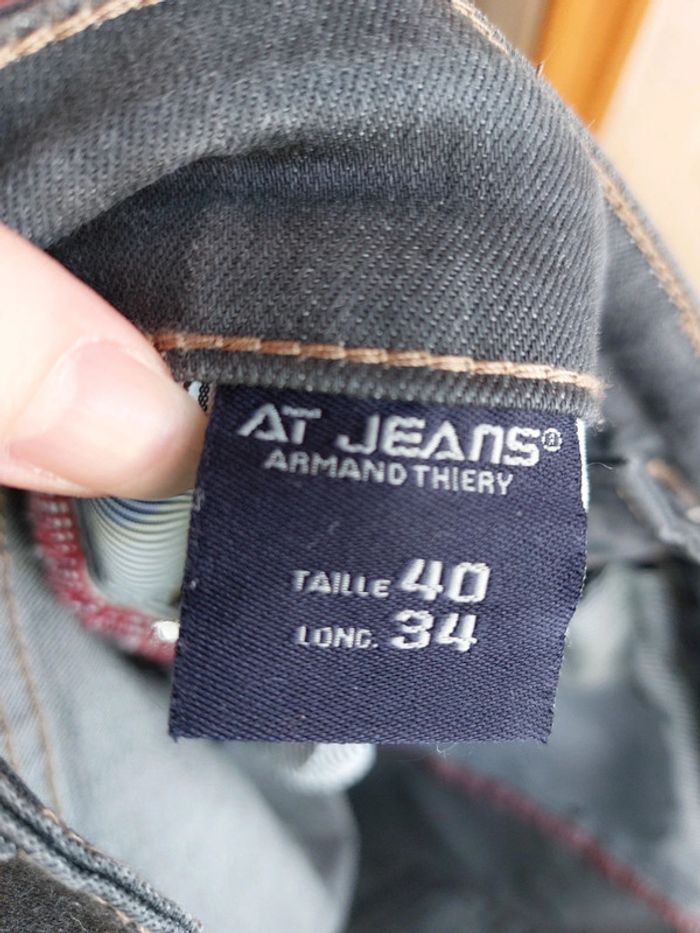 AT JEANS®
ARMAND THIERY
TAILLE 40
LONG. 34